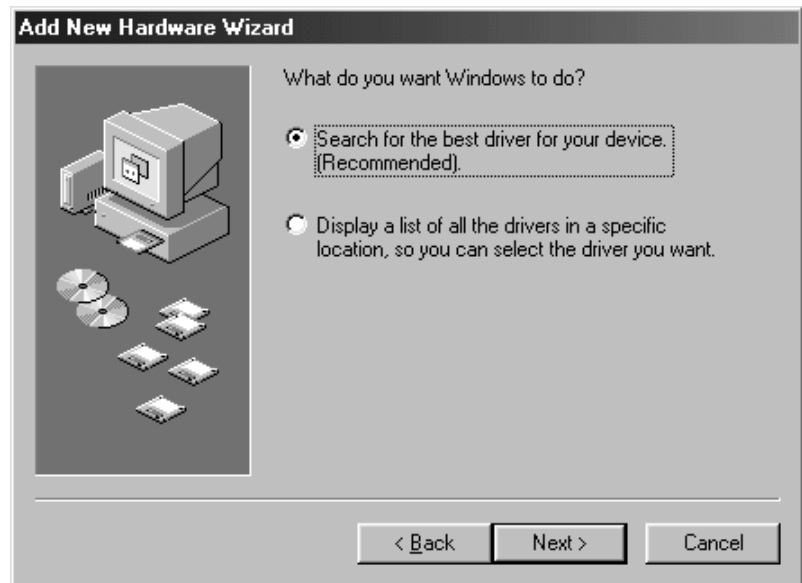 Add New Hardware Wizard
What do you want Windows to do?
Search for the best driver for your device.
(Recommended).
Display a list of all the drivers in a specific
location, so you can select the driver you want.
< Back
Next >
Cancel